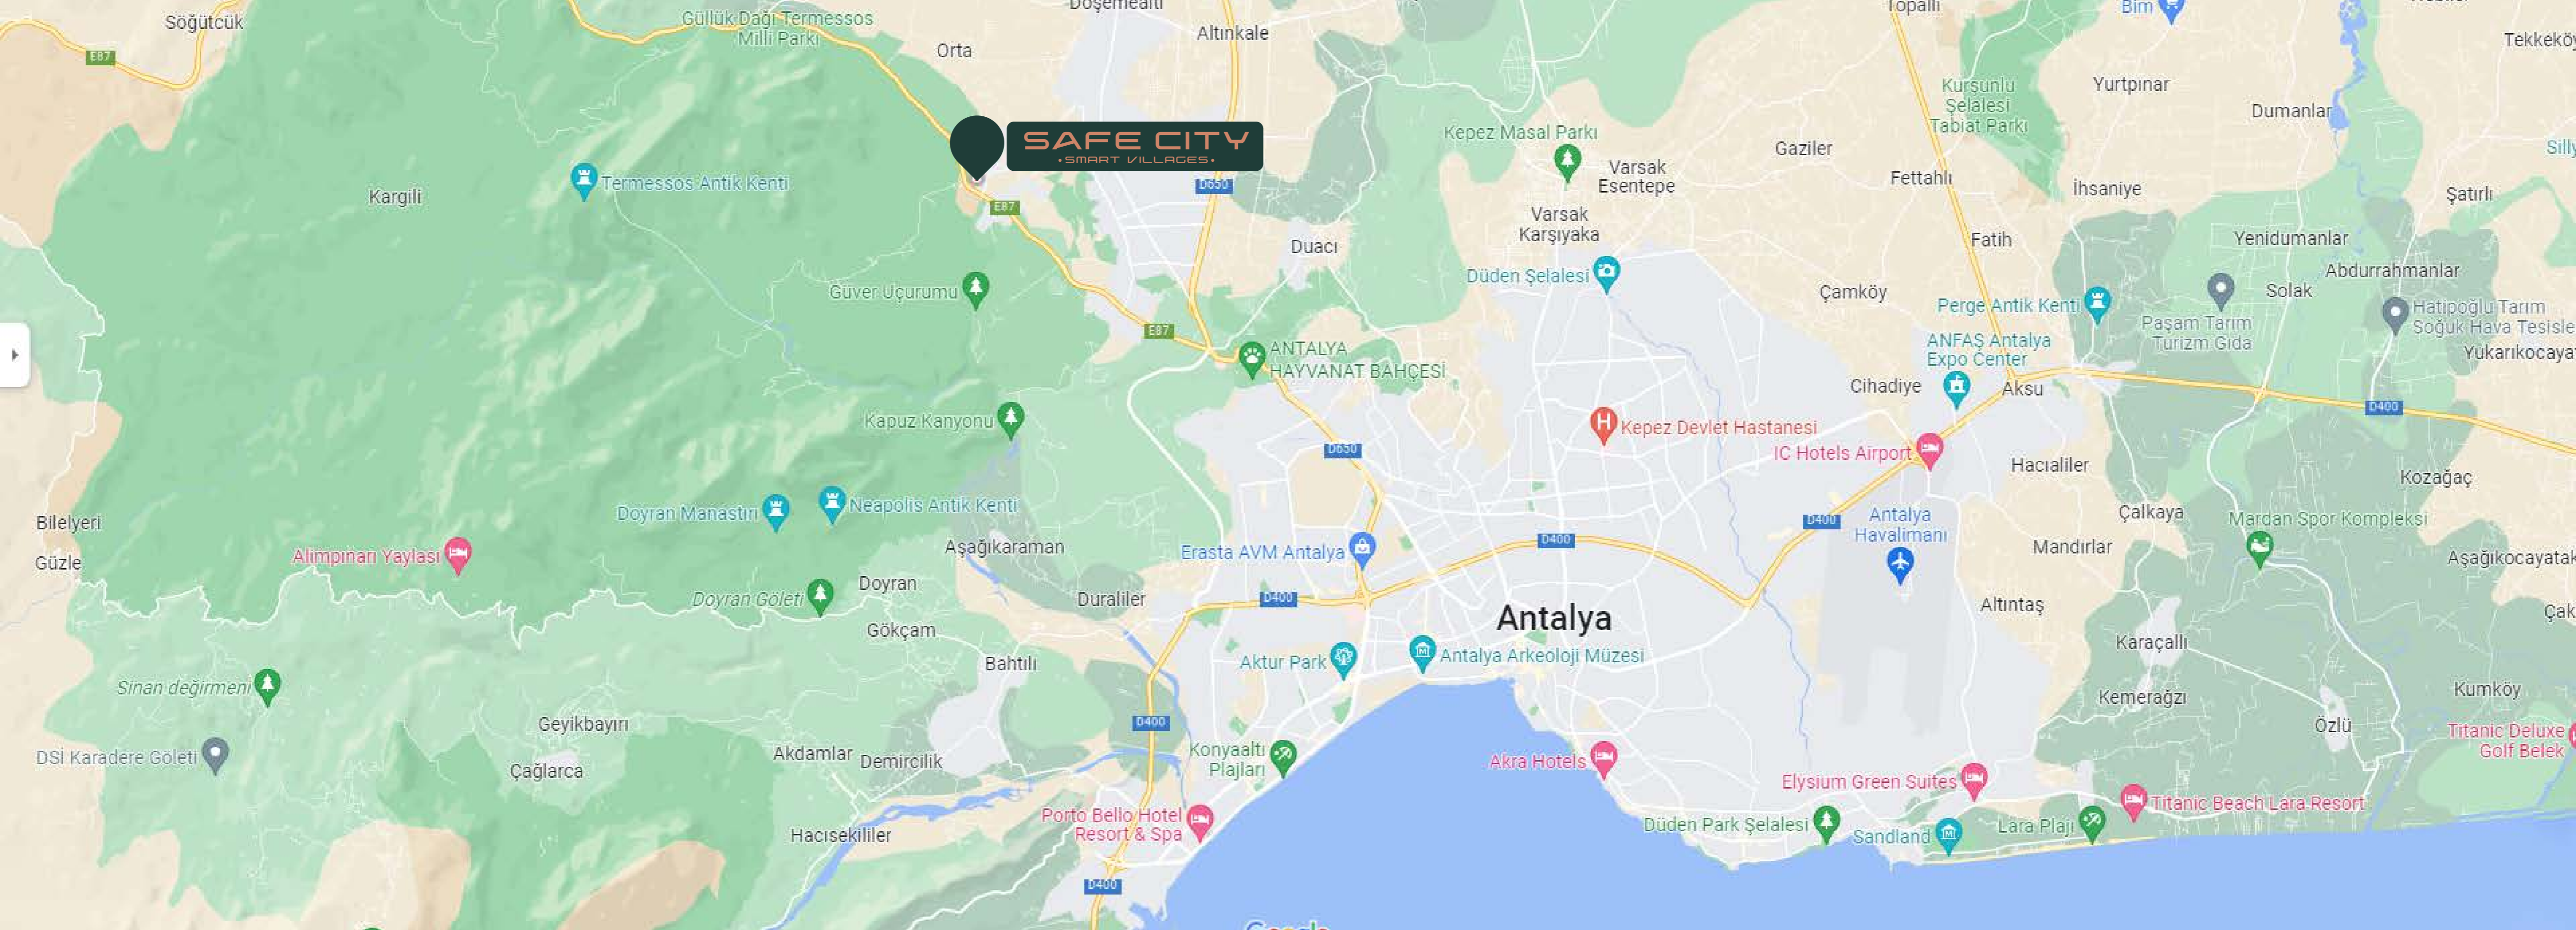 Söğütcük
Güllük Dağı Termessos
Milli Parkı
Döşemealtı
Altınkale
Topallı
Bim
Tekkeköy
Orta
E87
Kurşunlu
Şelalesi
Tabiat Parkı
Yurtpınar
Dumanlar
SAFE CITY
•SMART VILLAGES•
Kepez Masal Parkı
Gaziler
Silly
Varsak
Esentepe
Fettahlı
İhsaniye
Şatırlı
Termessos Antik Kenti
Kargılı
D650
E87
Varsak
Karşıyaka
Duacı
Fatih
Yenidumanlar
Düden Şelalesi
Abdurrahmanlar
Güver Uçurumu
Çamköy
Solak
Perge Antik Kenti
Hatipoğlu Tarım
Soğuk Hava Tesisle
Paşam Tarım
Turizm Gıda
E87
ANTALYA
HAYVANAT BAHÇESİ
ANFAŞ Antalya
Expo Center
Yukarıkocaya
Cihadiye
Aksu
D400
Kapuz Kanyonu
Kepez Devlet Hastanesi
D650
IC Hotels Airport
Hacıaliler
Kozağaç
Doyran Manastırı
Neapolis Antik Kenti
Bilelyeri
Antalya
Havalimanı
D400
Çalkaya
Mardan Spor Kompleksi
Alimpınarı Yaylası
Güzle
Aşağıkaraman
Erasta AVM Antalya
D400
Mandırlar
Aşağıkocayatak
Doyran Göleti
Doyran
Duraliler
D400
Antalya
Altıntaş
Çak
Gökçam
Bahtılı
Aktur Park
Antalya Arkeoloji Müzesi
Karaçallı
Sinan değirmeni
Kemerağzı
Kumköy
Geyikbayırı
D400
Özlü
Titanic Deluxe
Golf Belek
DSİ Karadere Göleti
Çağlarca
Akdamlar
Demircilik
Konyaaltı
Plajları
Akra Hotels
Elysium Green Suites
Titanic Beach Lara Resort
Porto Bello Hotel
Resort & Spa
Hacısekililer
Düden Park Şelalesi
Sandland
Lara Plajı
D400
Google